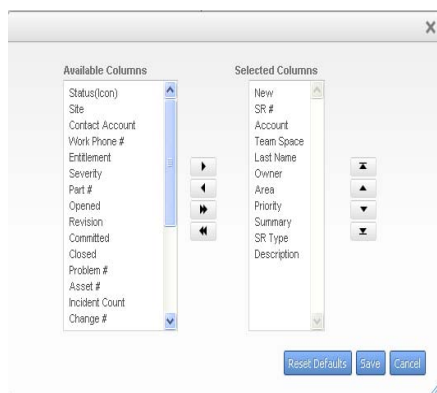 Available Columns
Status(Icon)
Site
Contact Account
Work Phone #
Entitlement
Severity
Part #
Opened
Revision
Committed
Closed
Problem #
Asset #
Incident Count
Change #
Selected Columns
New
SR #
Account
Team Space
Last Name
Owner
Area
Priority
Summary
SR Type
Description
Reset Defaults
Save
Cancel